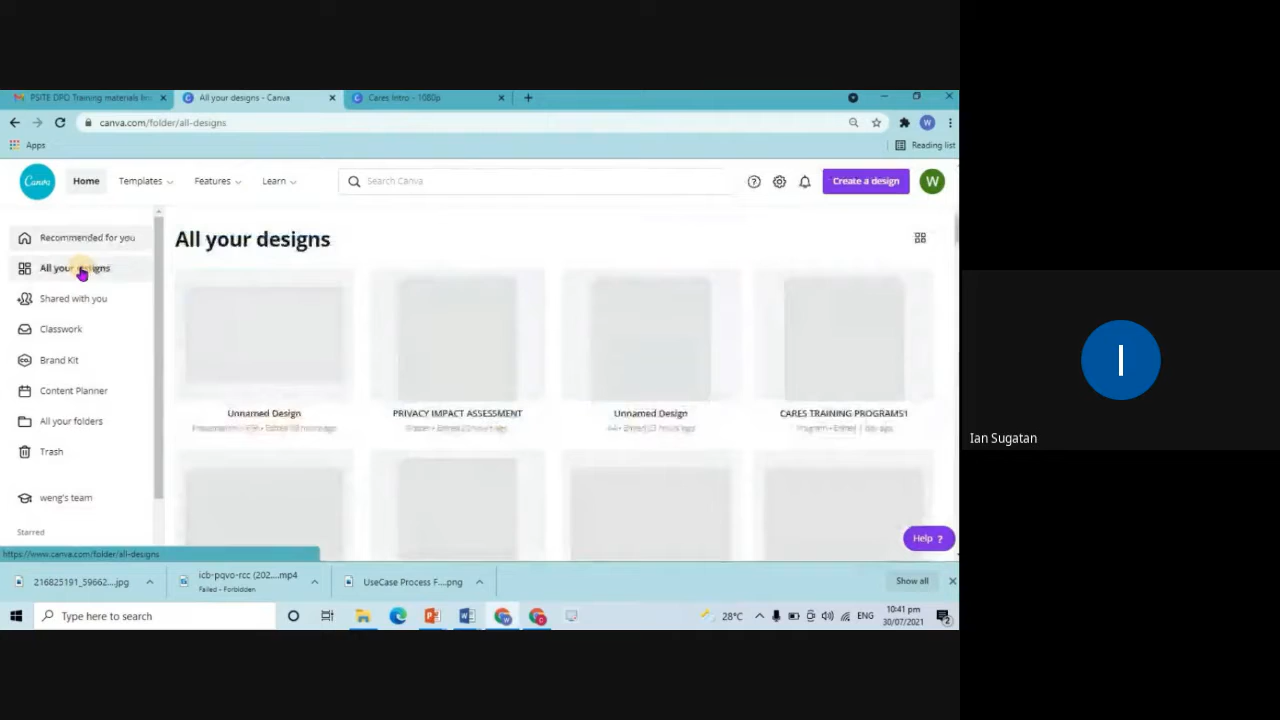 PSITE DPO Training materials
All your designs - Canva
Cares Intro - 1080p
canva.com/folder/all-designs
Apps
Reading list
Canva
Home
Templates
Features
Learn
Search Canva
Create a design
W
Recommended for you
All your designs
Shared with you
Classwork
Brand Kit
Content Planner
All your folders
Trash
weng's team
Starred
All your designs
Unnamed Design
PRIVACY IMPACT ASSESSMENT
Unnamed Design
CARES TRAINING PROGRAMS1
Help ?
https://www.canva.com/folder/all-designs
216825191_59662....jpg
icb-pqvo-rcc (202....mp4
Failed - Forbidden
UseCase Process F....png
Show all
Type here to search
28°C
ENG
10:41 pm
30/07/2021
2
I
Ian Sugatan